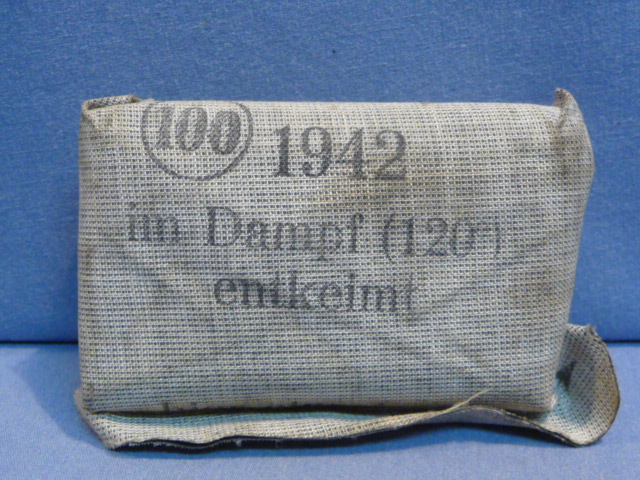 100 1942
im Dampf (120°)
entkeimt